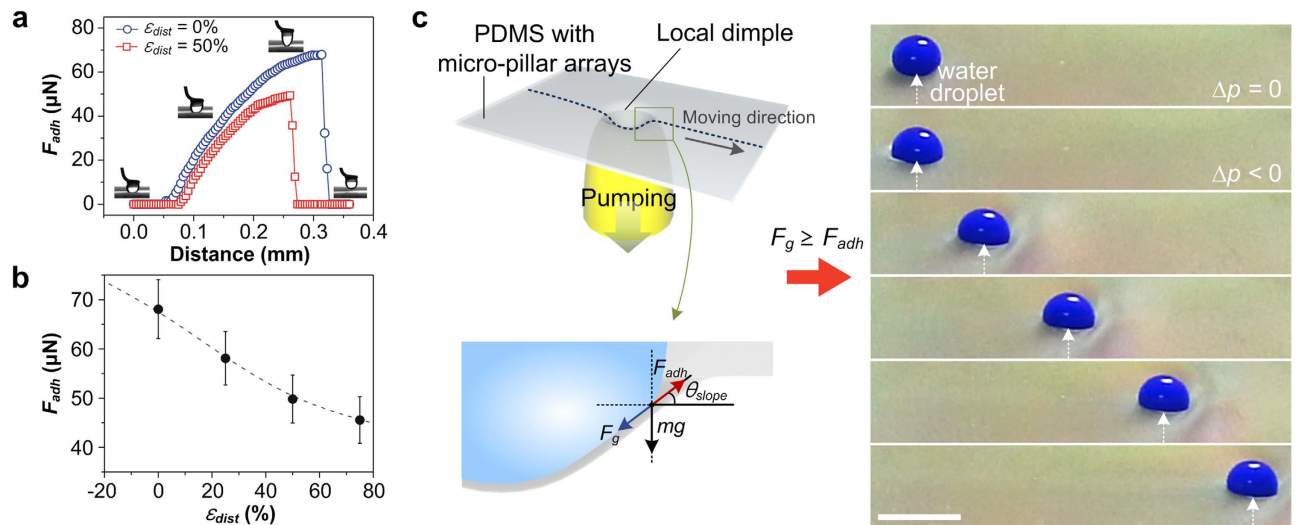 a
ε_dist = 0%
ε_dist = 50%
F_adh (µN)
80
60
40
20
0
0.0 0.1 0.2 0.3 0.4
Distance (mm)
b
F_adh (µN)
70
60
50
40
-20 0 20 40 60 80
ε_dist (%)
c
PDMS with
micro-pillar arrays
Local dimple
Moving direction
Pumping
F_adh
θ_slope
F_g
mg
F_g ≥ F_adh
water
droplet
Δp = 0
Δp < 0